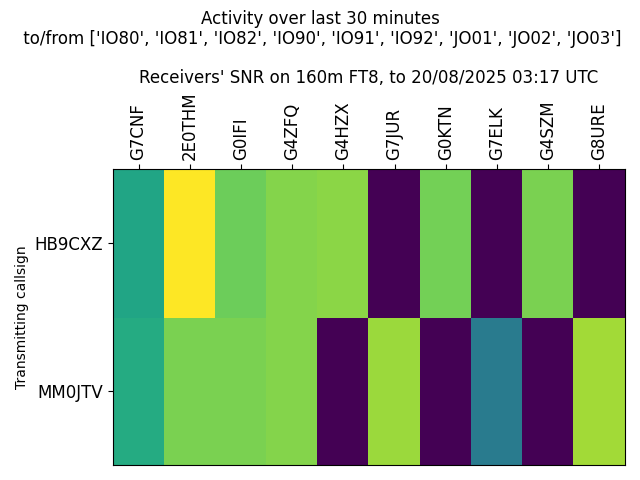 Activity over last 30 minutes
to/from ['IO80', 'IO81', 'IO82', 'IO90', 'IO91', 'IO92', 'JO01', 'JO02', 'JO03']
Receivers' SNR on 160m FT8, to 20/08/2025 03:17 UTC
G7CNF
2E0THM
G0IFI
G4ZFQ
G4HZX
G7JUR
G0KTN
G7ELK
G4SZM
G8URE
Transmitting callsign
HB9CXZ
MM0JTV